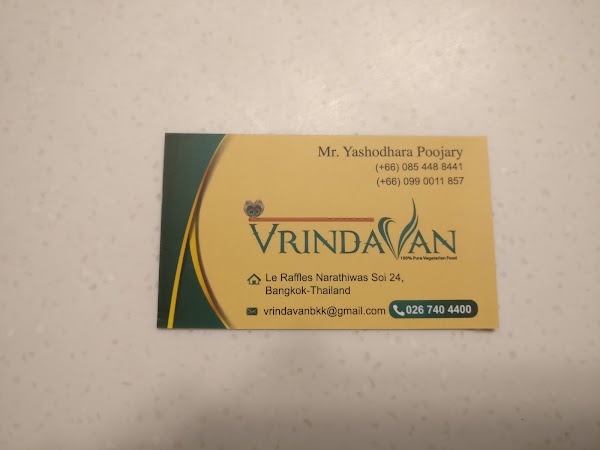 Mr. Yashodhara Poojary
(+66) 085 448 8441
(+66) 099 0011 857
VRINDAVAN
100% Pure Vegetarian Food
Le Raffles Narathiwas Soi 24,
Bangkok-Thailand
vrindavanbkk@gmail.com 026 740 4400